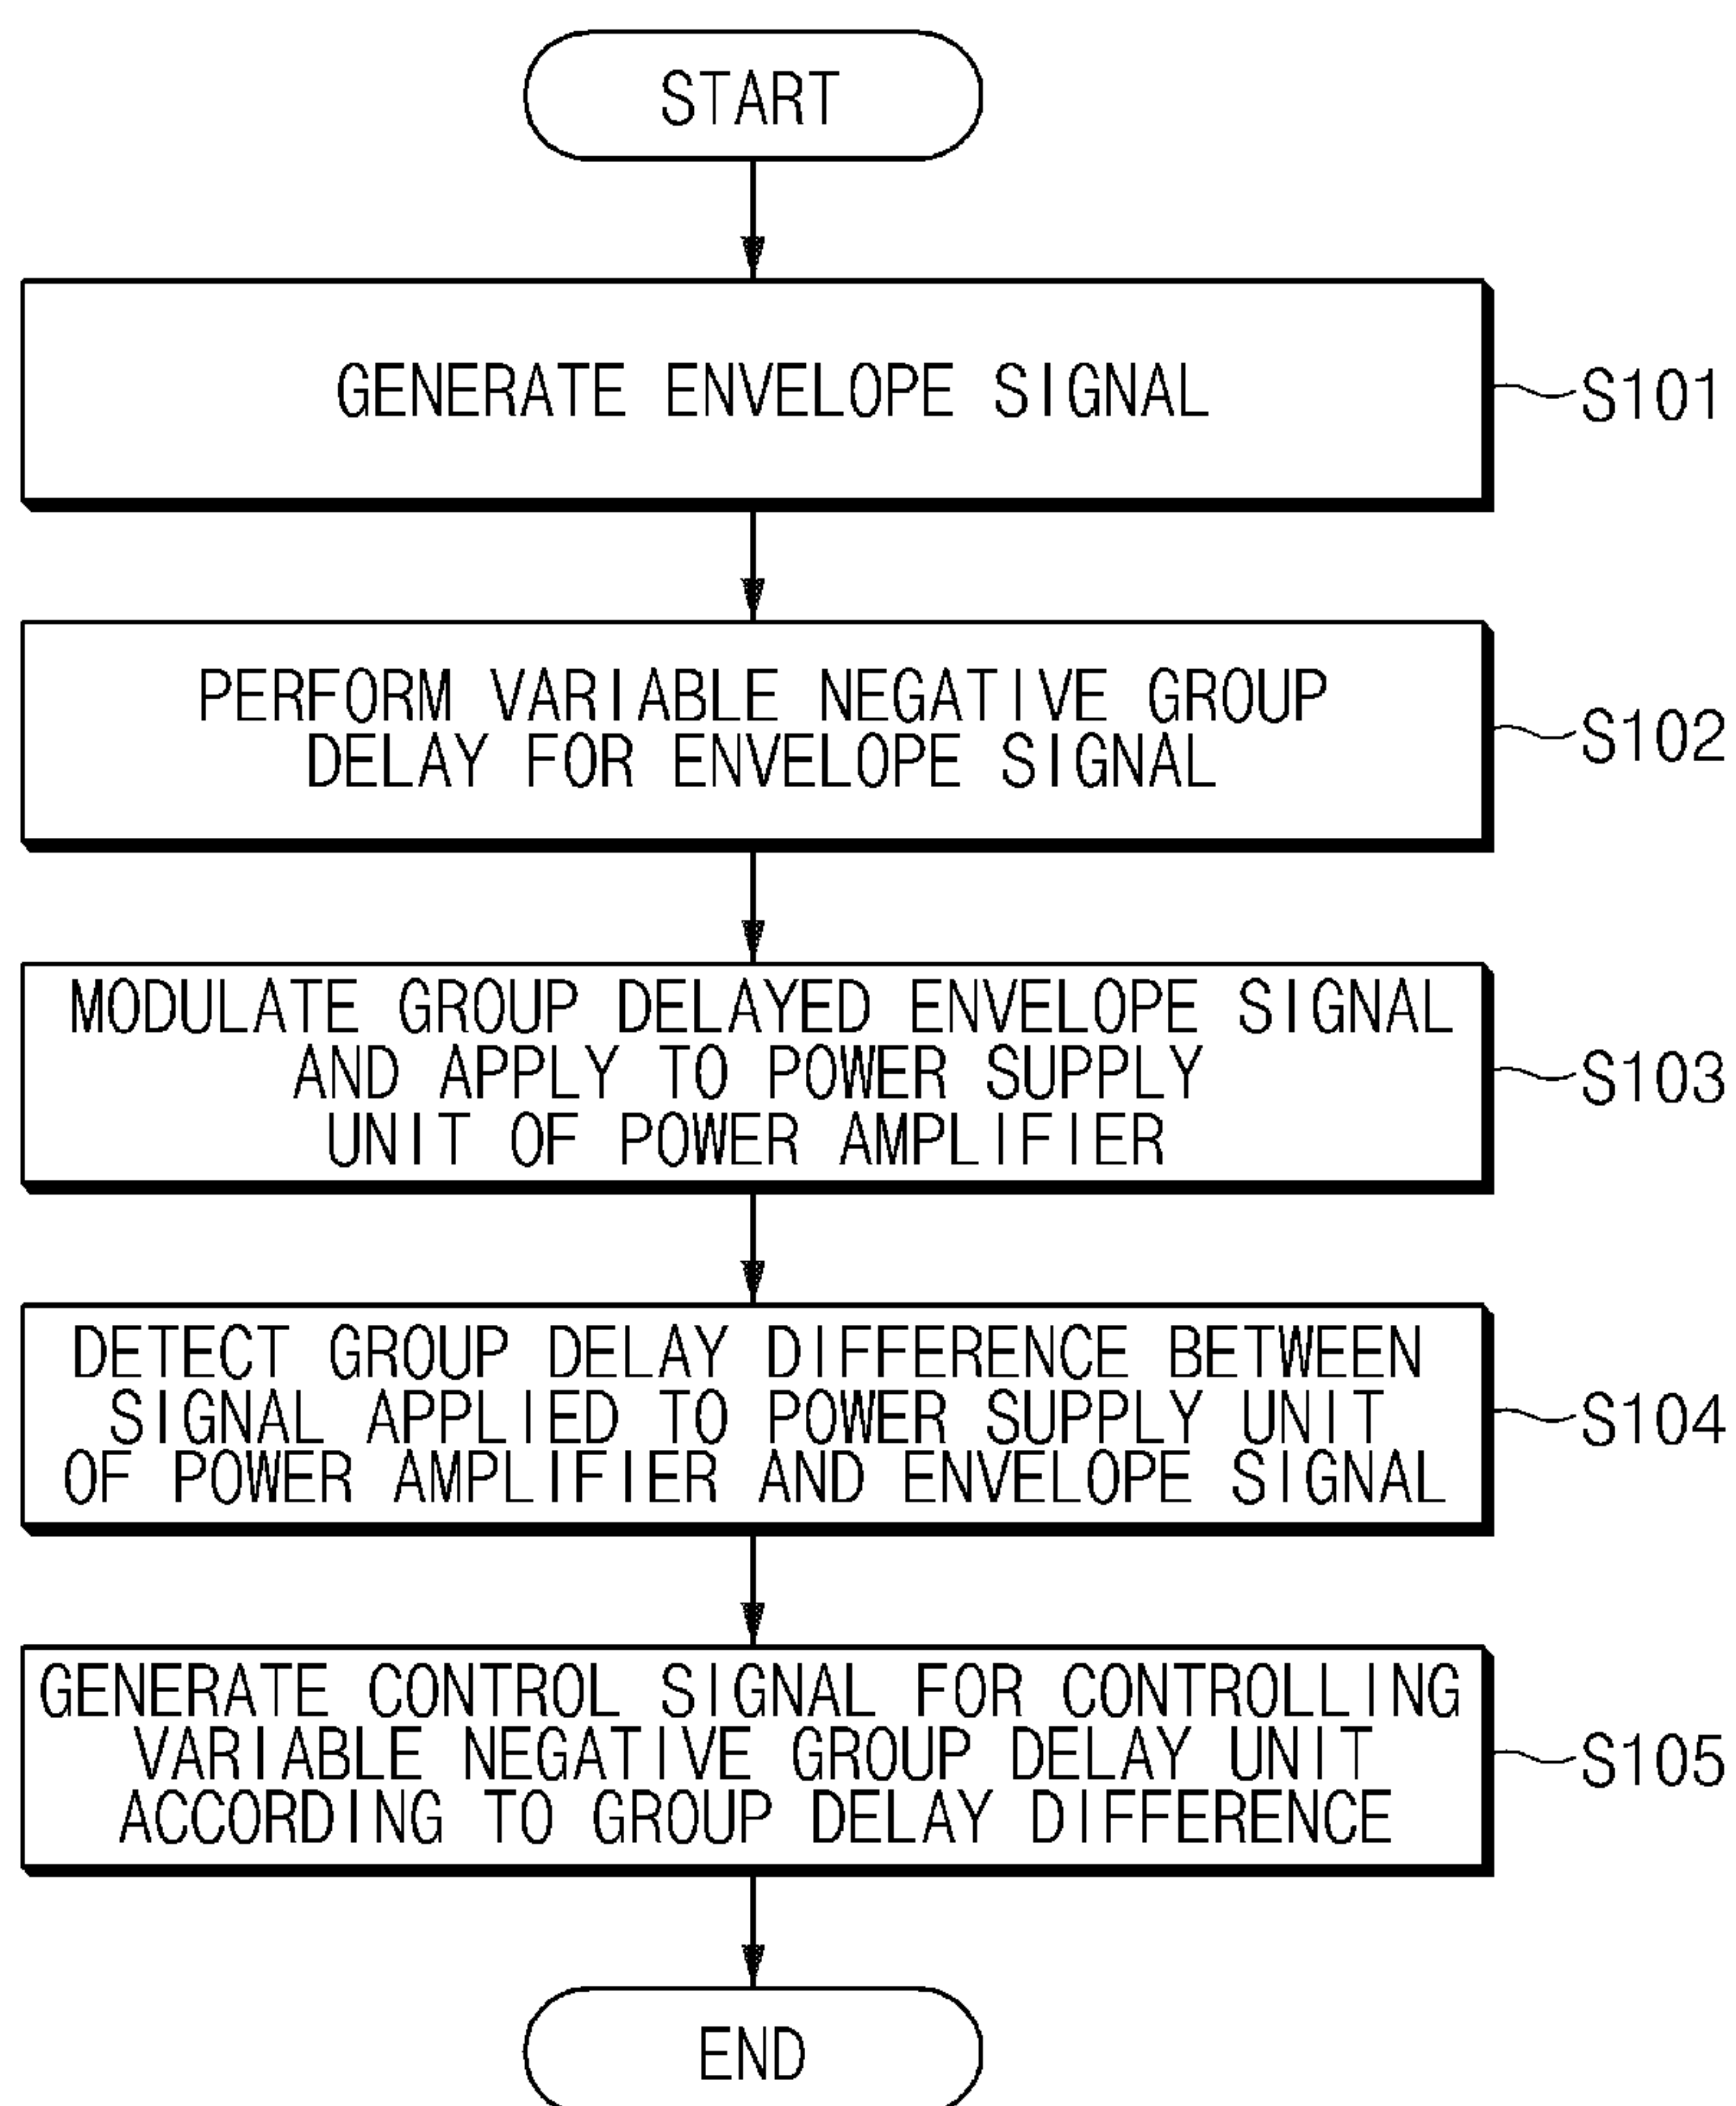 START
GENERATE ENVELOPE SIGNAL
S101
PERFORM VARIABLE NEGATIVE GROUP
DELAY FOR ENVELOPE SIGNAL
S102
MODULATE GROUP DELAYED ENVELOPE SIGNAL
AND APPLY TO POWER SUPPLY
UNIT OF POWER AMPLIFIER
S103
DETECT GROUP DELAY DIFFERENCE BETWEEN
SIGNAL APPLIED TO POWER SUPPLY UNIT
OF POWER AMPLIFIER AND ENVELOPE SIGNAL
S104
GENERATE CONTROL SIGNAL FOR CONTROLLING
VARIABLE NEGATIVE GROUP DELAY UNIT
ACCORDING TO GROUP DELAY DIFFERENCE
S105
END